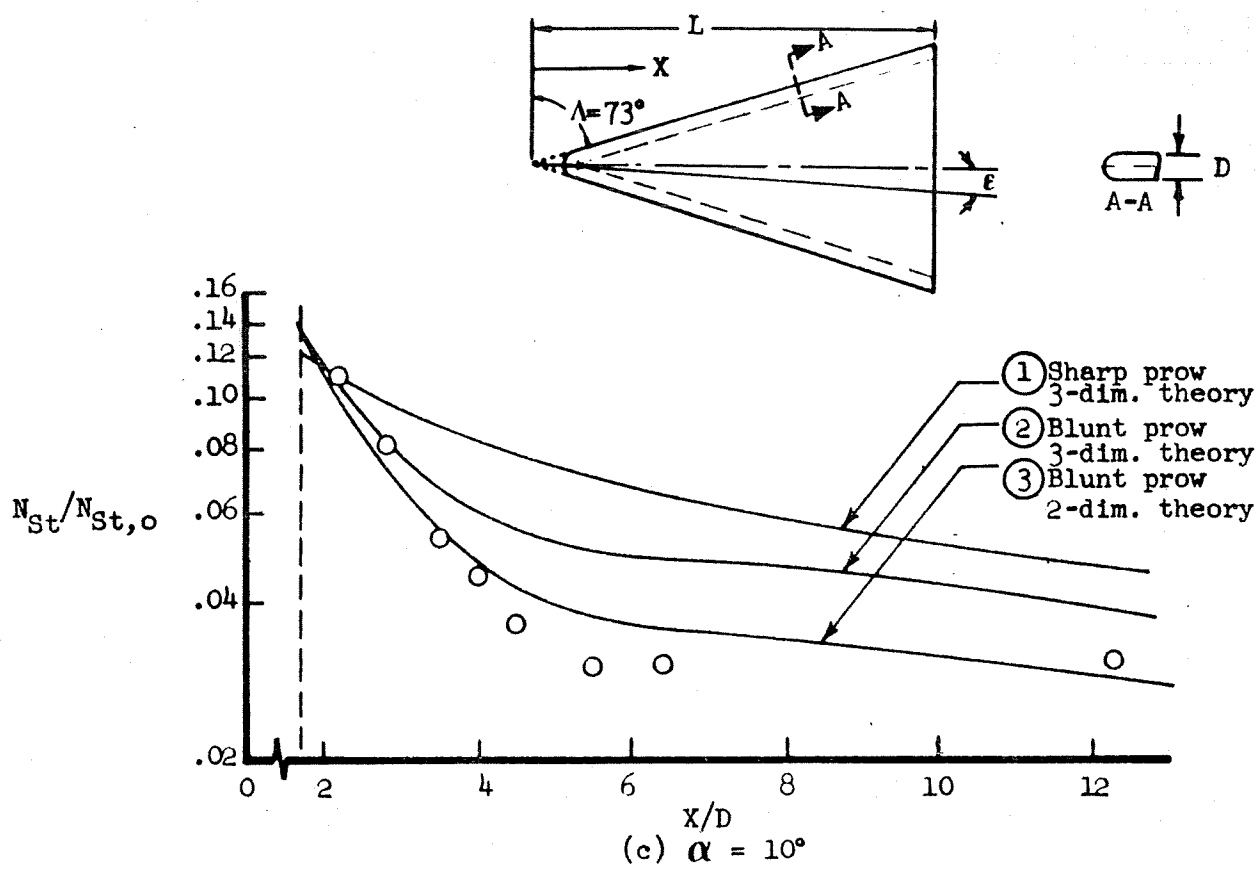 L
A
X
Λ=73°
A
ε
D
A-A
.16
.14
.12
.10
.08
.06
.04
.02
N_St/N_St,o
① Sharp prow
3-dim. theory
② Blunt prow
3-dim. theory
③ Blunt prow
2-dim. theory
0 2 4 6 8 10 12
X/D
(c) α = 10°